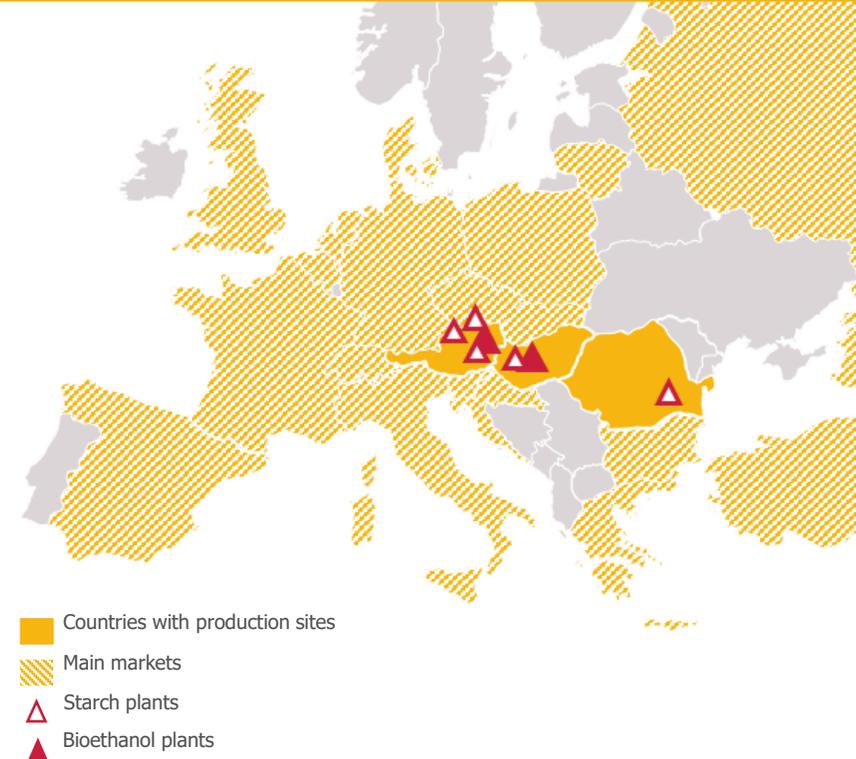 Countries with production sites
Main markets
Starch plants
Bioethanol plants